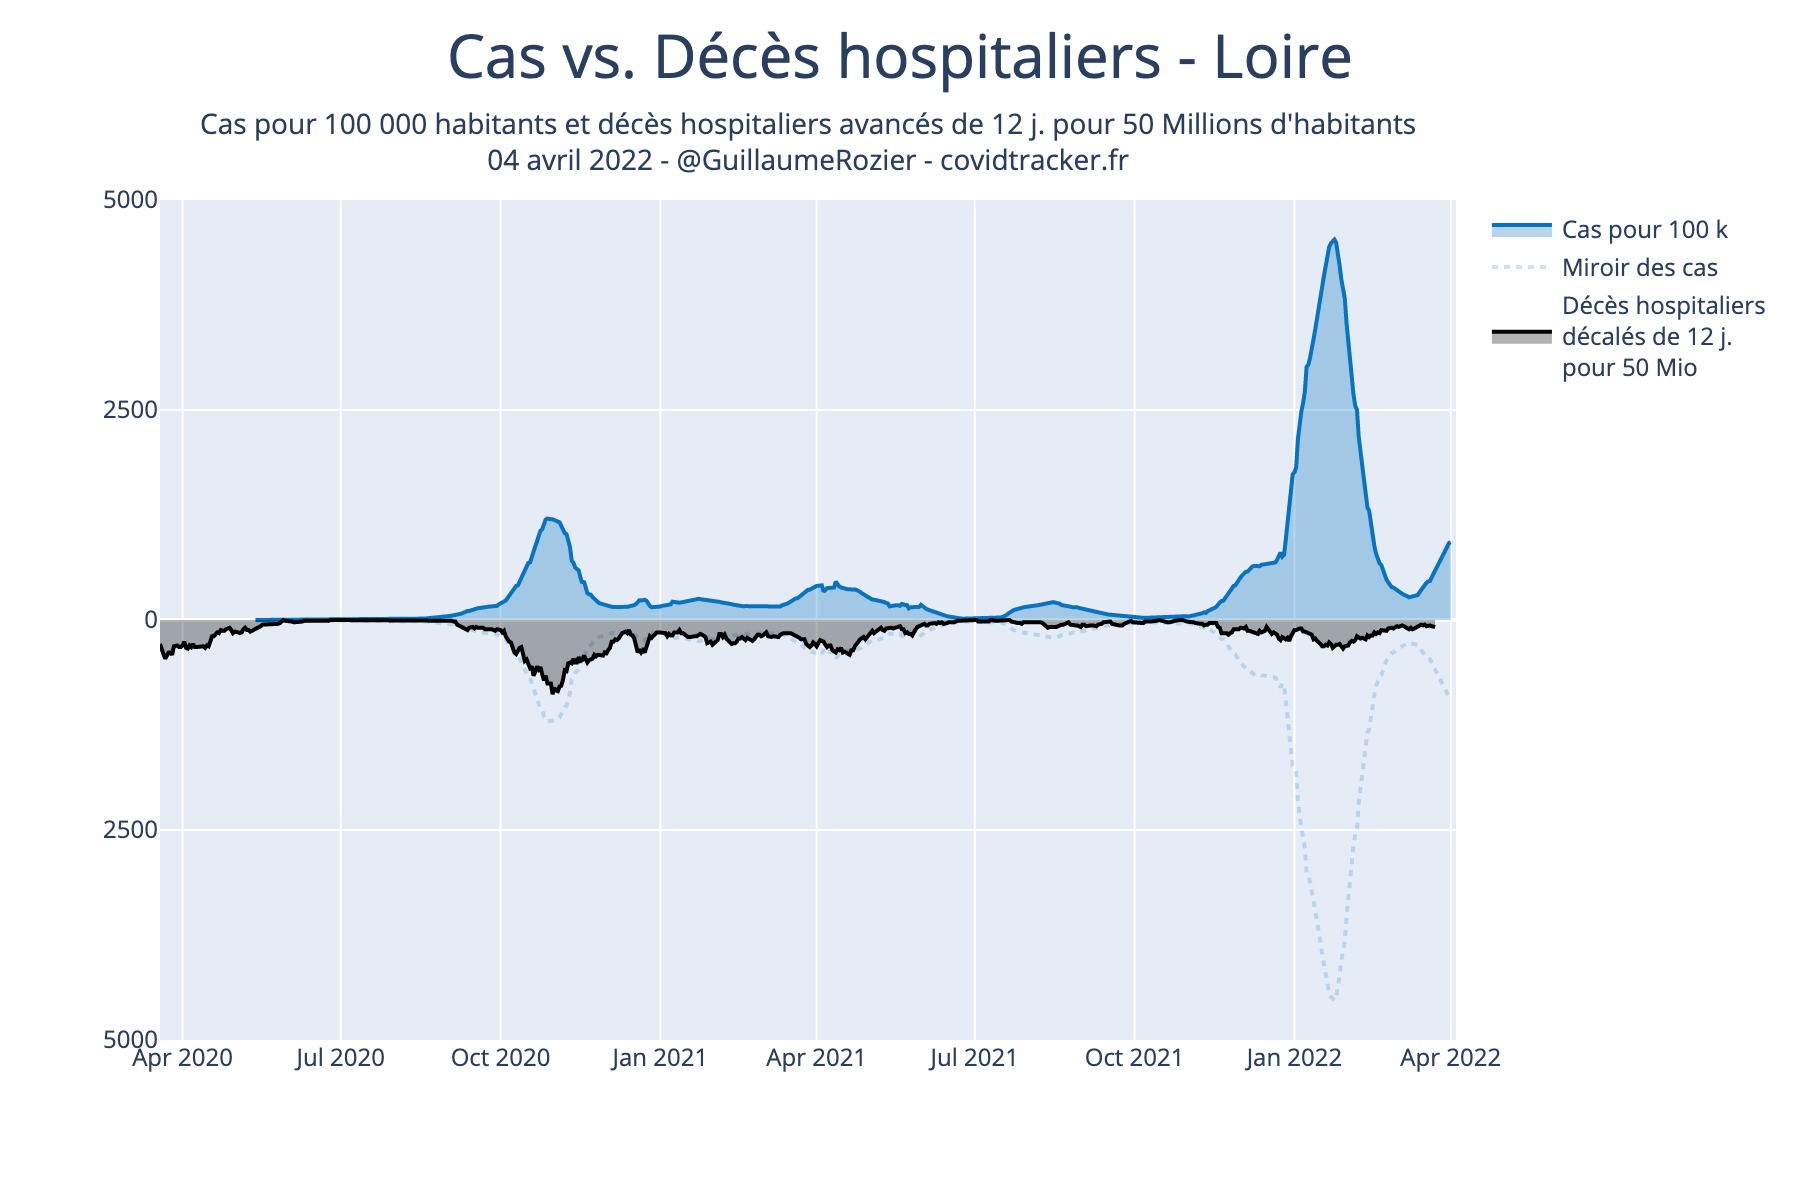 Cas vs. Décès hospitaliers - Loire
Cas pour 100 000 habitants et décès hospitaliers avancés de 12 j. pour 50 Millions d'habitants
04 avril 2022 - @GuillaumeRozier - covidtracker.fr
5000
2500
0
2500
5000
Apr 2020
Jul 2020
Oct 2020
Jan 2021
Apr 2021
Jul 2021
Oct 2021
Jan 2022
Apr 2022
Cas pour 100 k
Miroir des cas
Décès hospitaliers
décalés de 12 j.
pour 50 Mio